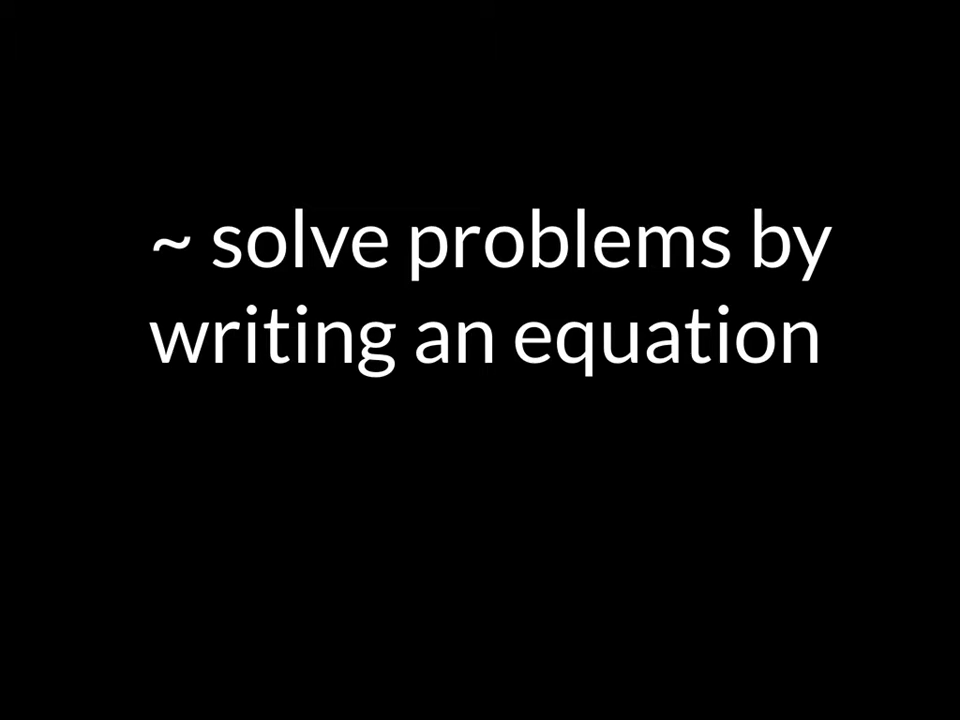 ~ solve problems by
writing an equation